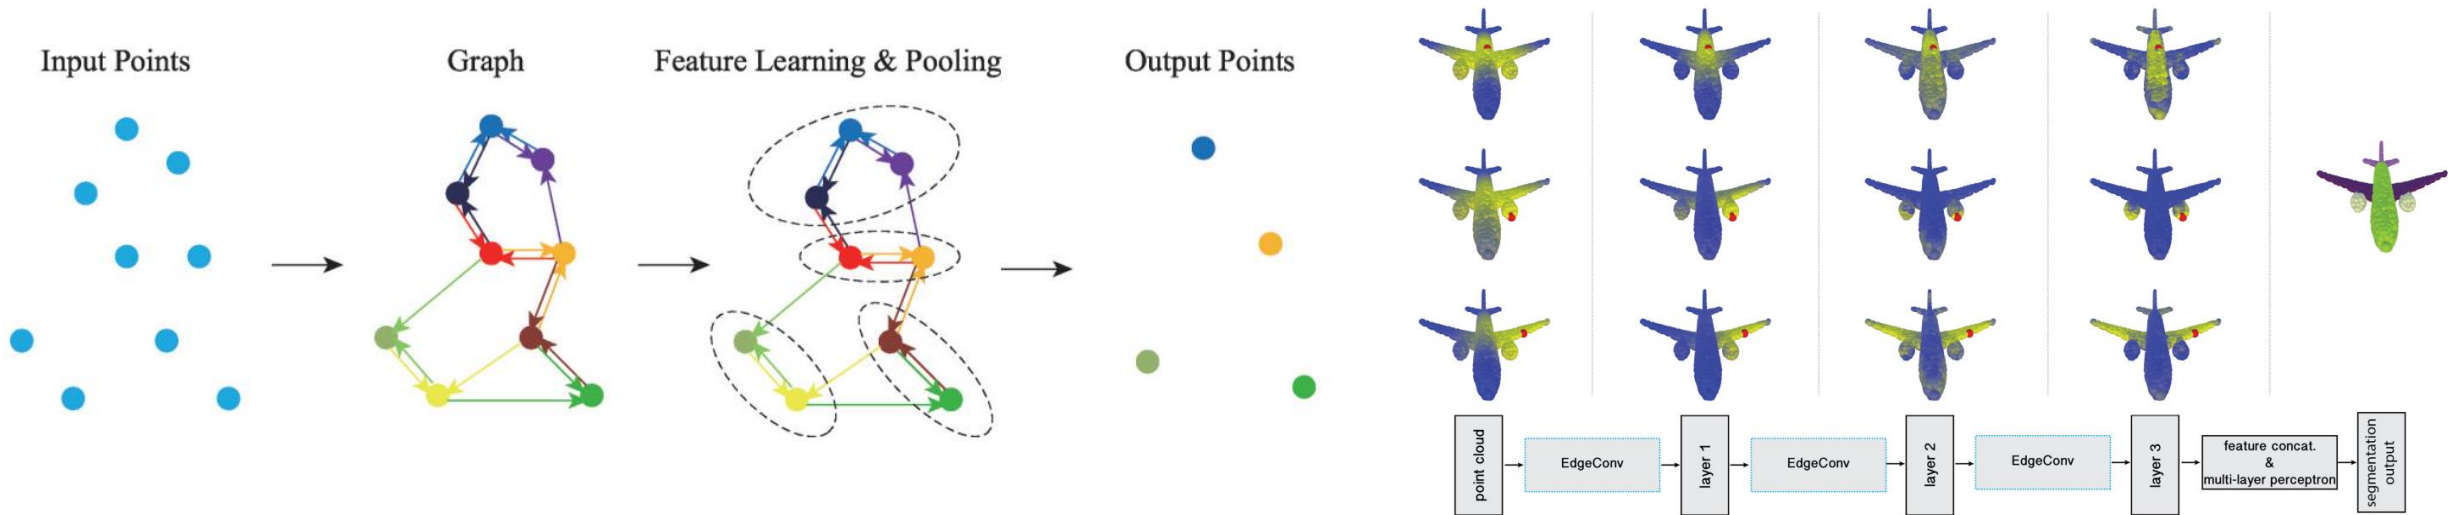 Input Points
Graph
Feature Learning & Pooling
Output Points
point cloud
EdgeConv
layer 1
EdgeConv
layer 2
EdgeConv
layer 3
feature concat.
&
multi-layer perceptron
segmentation
output